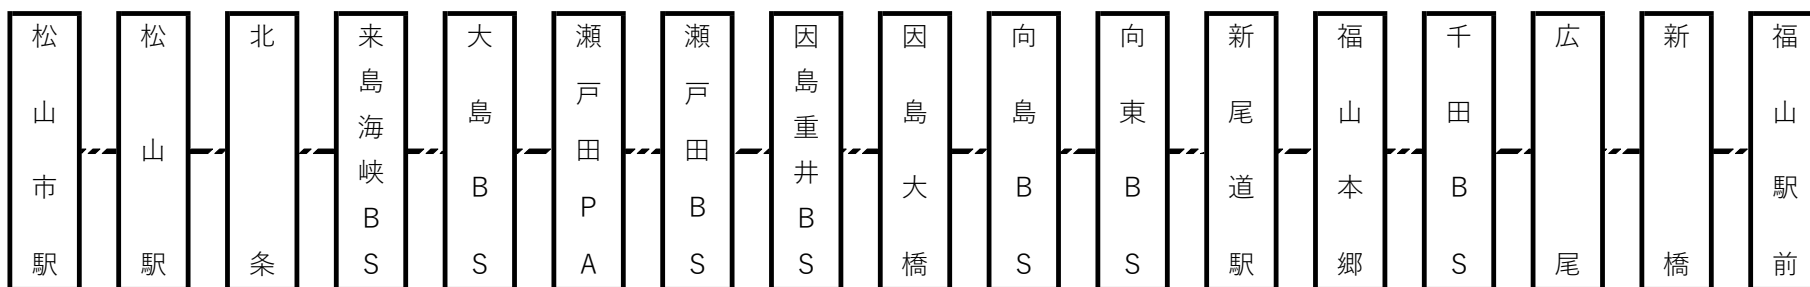 松山市駅
松山駅
北条
来島海峡BS
大島BS
瀬戸田PA
瀬戸田BS
因島重井BS
因島大橋
向島BS
向東BS
新尾道駅
福山本郷
千田BS
広尾
新橋
福山駅前